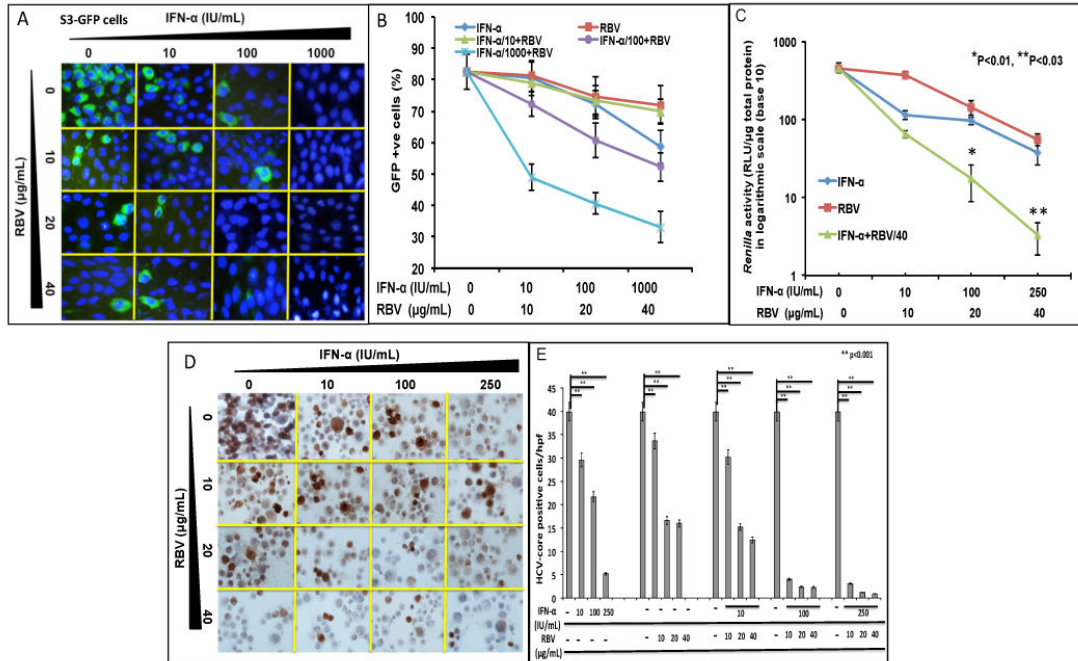 A
S3-GFP cells
IFN-α (IU/mL)
0 10 100 1000
RBV (µg/mL)
0
10
20
40
B
IFN-α
RBV
IFN-α/10+RBV
IFN-α/100+RBV
IFN-α/1000+RBV
GFP +ve cells (%)
100
90
80
70
60
50
40
30
20
IFN-α (IU/mL) 0 10 100 1000
RBV (µg/mL) 0 10 20 40
C
*P<0.01, **P<0.03
Renilla activity (RLU/µg total protein)
in logarithmic scale (base 10)
1000
100
10
1
*
**
IFN-α
RBV
IFN-α+RBV/40
IFN-α (IU/mL) 0 10 100 250
RBV (µg/mL) 0 10 20 40
D
IFN-α (IU/mL)
0 10 100 250
RBV (µg/mL)
0
10
20
40
E
** p<0.001
** ** ** ** **
** ** ** ** **
** ** ** ** **
HCV-core positive cells/hpf
45
40
35
30
25
20
15
10
5
0
IFN-α - 10 100 250 - - - - - 10 - 100 - 250
(IU/mL)
RBV - - - - - 10 20 40 - 10 20 40 - 10 20 40 - 10 20 40
(µg/mL)